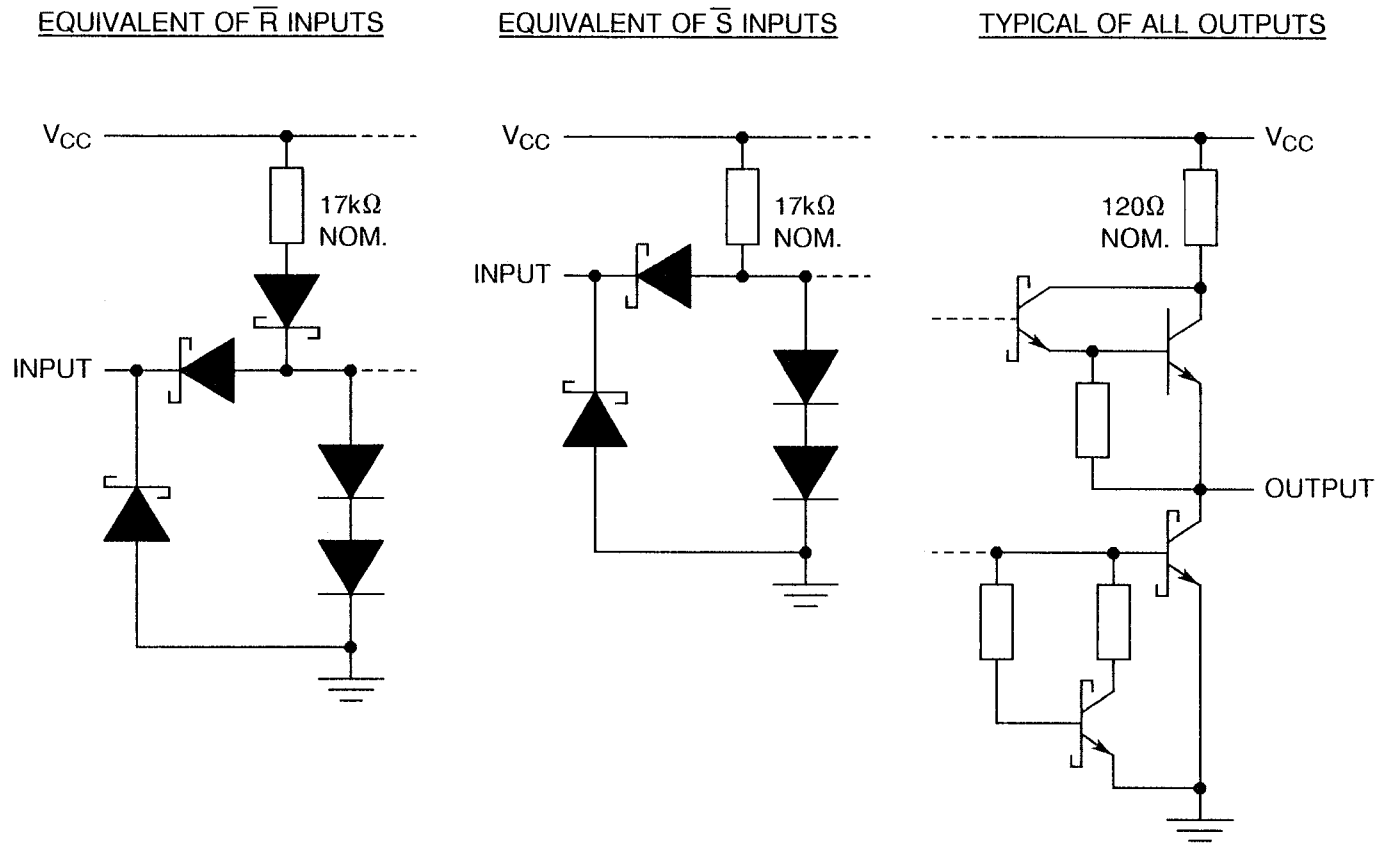 EQUIVALENT OF R̅ INPUTS
EQUIVALENT OF S̅ INPUTS
TYPICAL OF ALL OUTPUTS
VCC
VCC
VCC
17kΩ
NOM.
17kΩ
NOM.
120Ω
NOM.
INPUT
INPUT
OUTPUT